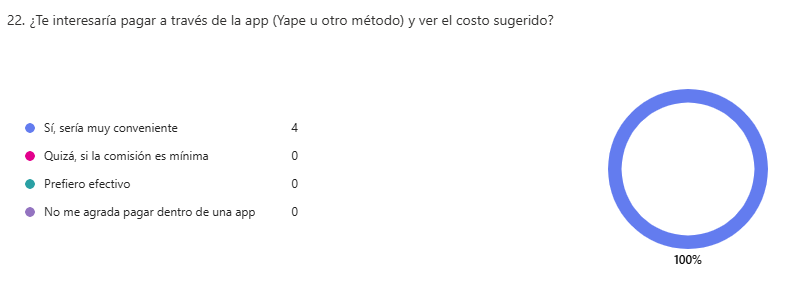 22. ¿Te interesaría pagar a través de la app (Yape u otro método) y ver el costo sugerido?
Sí, sería muy conveniente 4
Quizá, si la comisión es mínima 0
Prefiero efectivo 0
No me agrada pagar dentro de una app 0
100%